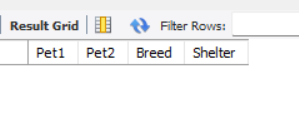 Result Grid Filter Rows:
Pet1 Pet2 Breed Shelter